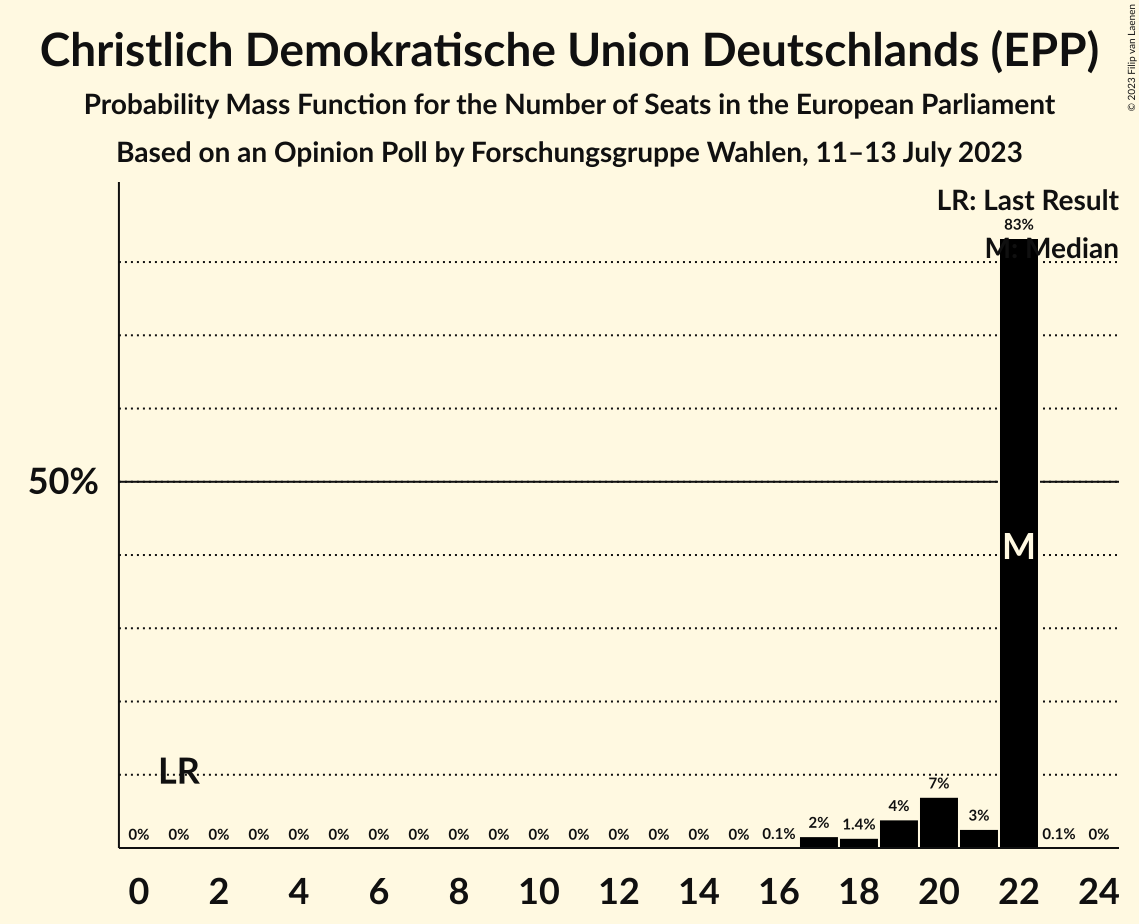 Christlich Demokratische Union Deutschlands (EPP)
Probability Mass Function for the Number of Seats in the European Parliament
Based on an Opinion Poll by Forschungsgruppe Wahlen, 11–13 July 2023
© 2023 Filip van Laenen
LR: Last Result
83%
M: Median
50%
M
LR
0% 0% 0% 0% 0% 0% 0% 0% 0% 0% 0% 0% 0% 0% 0% 0% 0.1% 2% 1.4% 4% 7% 3% 0.1% 0%
0 2 4 6 8 10 12 14 16 18 20 22 24